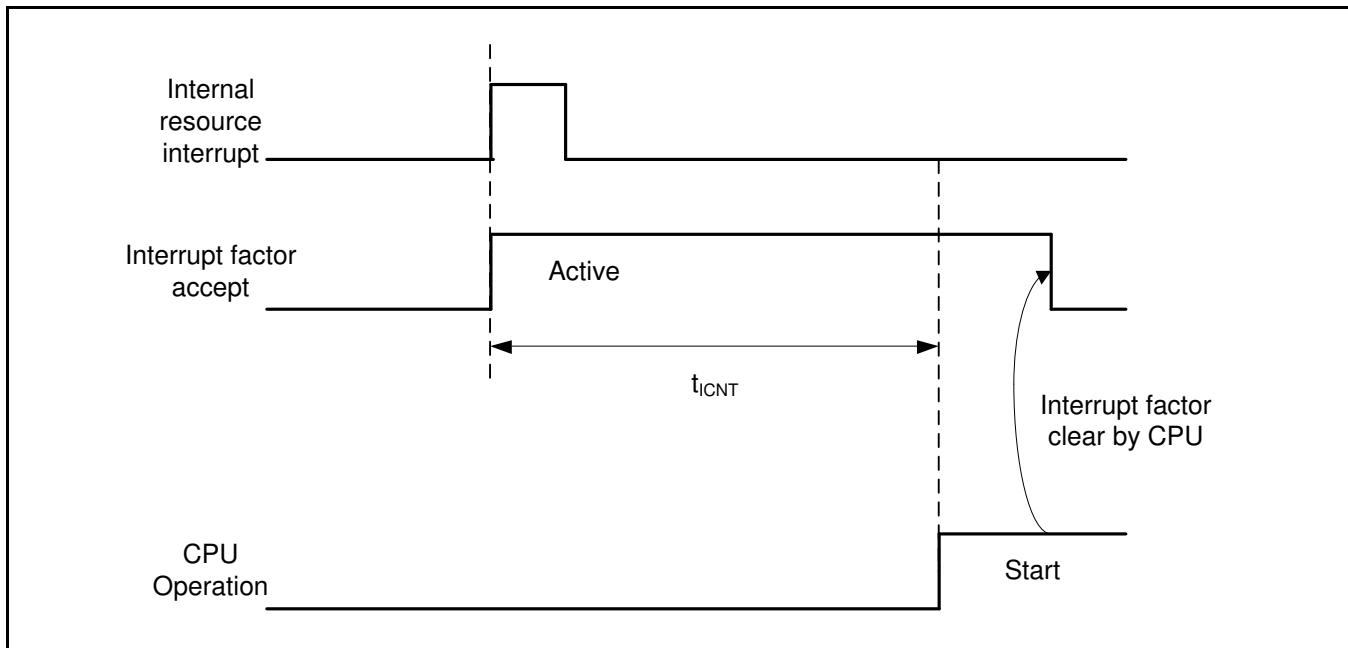 Internal
resource
interrupt
Interrupt factor
accept
Active
tICNT
Interrupt factor
clear by CPU
CPU
Operation
Start